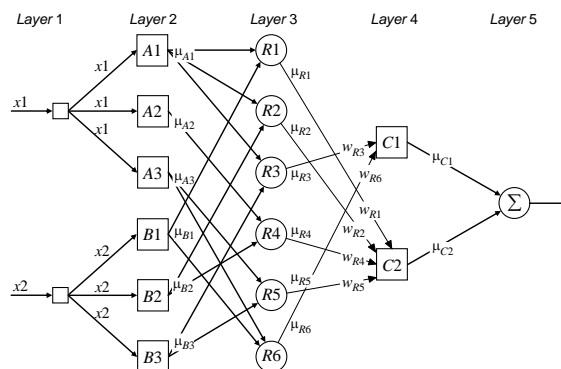 Layer 1 Layer 2 Layer 3 Layer 4 Layer 5
A1 μA1 R1
x1 μR1
x1 x1 A2 μA2 R2 μR2
x1 wR3 C1 μC1
A3 μA3 R3 μR3 wR6
Σ
B1 μB1 R4 μR4 wR1
x2 wR2 μC2
x2 x2 B2 μB2 R5 μR5 wR4 C2
x2 wR5
B3 μB3 R6 μR6